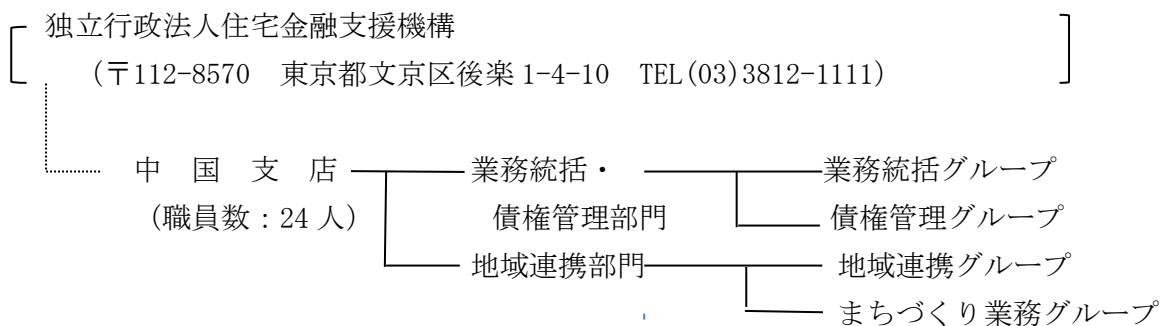 独立行政法人住宅金融支援機構
(〒112-8570　東京都文京区後楽 1-4-10　TEL(03)3812-1111)
中　国　支　店　業務統括・　業務統括グループ
(職員数：24 人)　債権管理部門　債権管理グループ
地域連携部門　地域連携グループ
まちづくり業務グループ